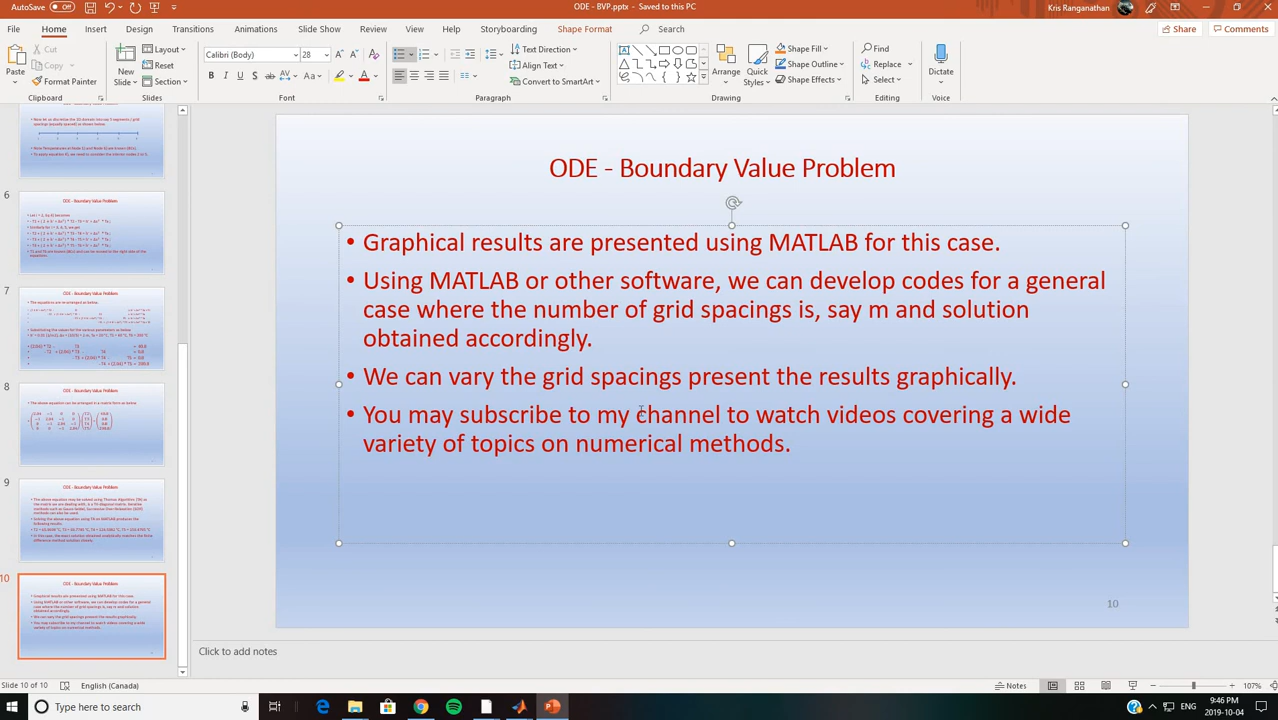 AutoSave Off
ODE - BVP.pptx - Saved to this PC
Kris Ranganathan
File Home Insert Design Transitions Animations Slide Show Review View Help Storyboarding Shape Format Search
Share Comments
Paste
Cut
Copy
Format Painter
Clipboard
New
Slide
Layout
Reset
Section
Slides
Calibri (Body) 28
Font
Text Direction
Align Text
Convert to SmartArt
Paragraph
Arrange
Quick
Styles
Shape Fill
Shape Outline
Shape Effects
Drawing
Find
Replace
Select
Editing
Dictate
Voice
6
7
8
9
10
ODE - Boundary Value Problem
• Graphical results are presented using MATLAB for this case.
• Using MATLAB or other software, we can develop codes for a general
case where the number of grid spacings is, say m and solution
obtained accordingly.
• We can vary the grid spacings present the results graphically.
• You may subscribe to my channel to watch videos covering a wide
variety of topics on numerical methods.
10
Click to add notes
Slide 10 of 10
English (Canada)
Notes
107%
Type here to search
ENG
9:46 PM
2019-10-04